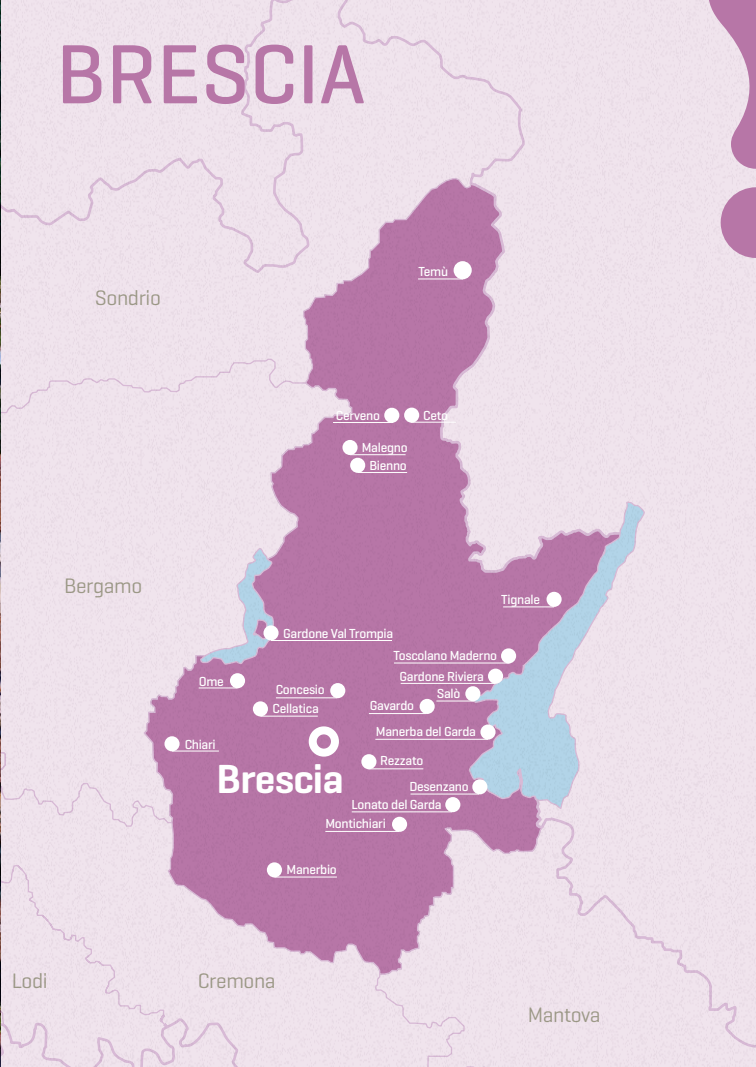 BRESCIA
Temù
Sondrio
Cerveno
Ceto
Malegno
Bienno
Bergamo
Tignale
Gardone Val Trompia
Toscolano Maderno
Gardone Riviera
Ome
Concesio
Salò
Cellatica
Gavardo
Manerba del Garda
Chiari
Rezzato
Brescia
Desenzano
Lonato del Garda
Montichiari
Manerbio
Lodi
Cremona
Mantova